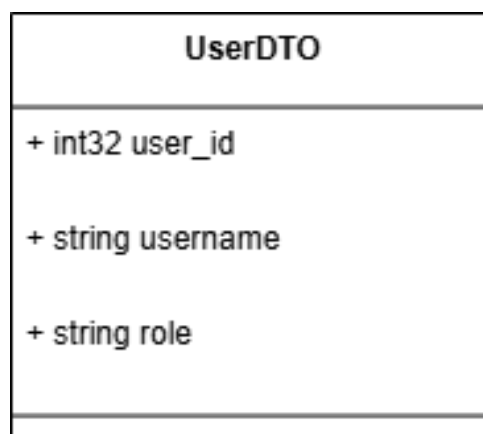 UserDTO
+ int32 user_id
+ string username
+ string role